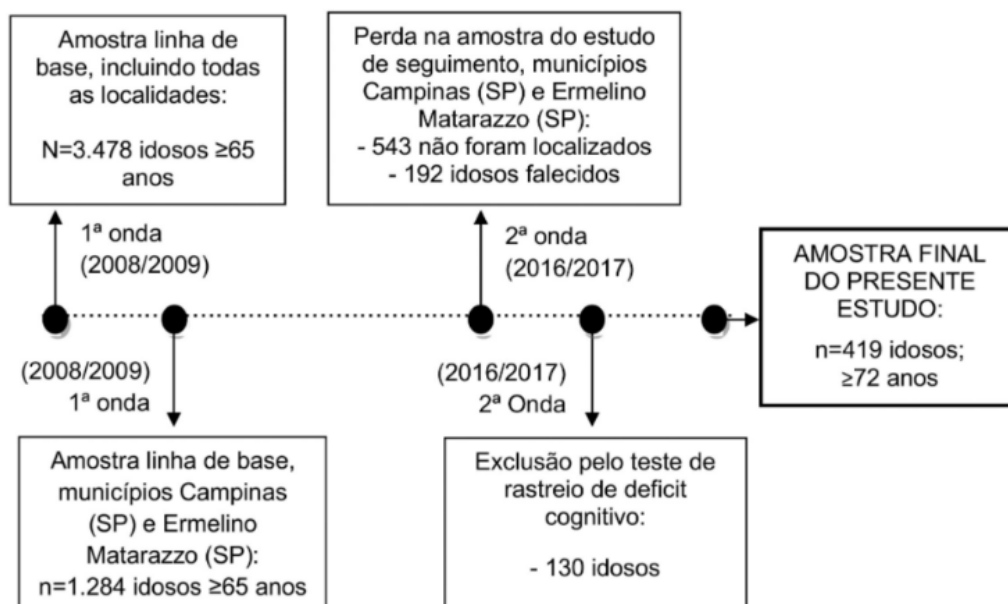 Amostra linha de
base, incluindo todas
as localidades:
N=3.478 idosos ≥65
anos
1ª onda
(2008/2009)
(2008/2009)
1ª onda
Amostra linha de base,
municípios Campinas
(SP) e Ermelino
Matarazzo (SP):
n=1.284 idosos ≥65 anos
Perda na amostra do estudo
de seguimento, municípios
Campinas (SP) e Ermelino
Matarazzo (SP):
- 543 não foram localizados
- 192 idosos falecidos
2ª onda
(2016/2017)
(2016/2017)
2ª Onda
Exclusão pelo teste de
rastreio de deficit
cognitivo:
- 130 idosos
AMOSTRA FINAL
DO PRESENTE
ESTUDO:
n=419 idosos;
≥72 anos